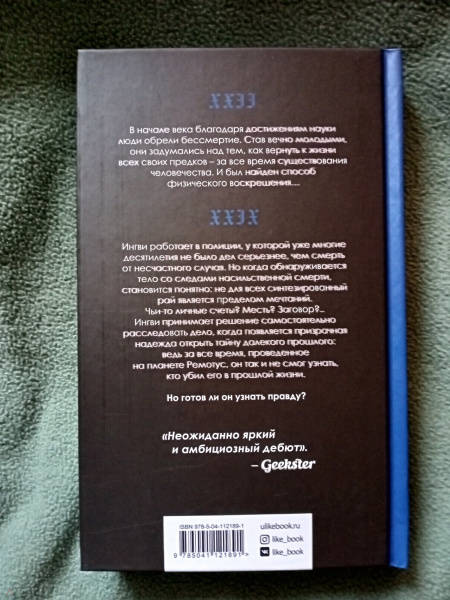 XXII
В начале века благодаря достижениям науки
люди обрели бессмертие. Став вечно молодыми,
они задумались над тем, как вернуть к жизни
всех своих предков – за все время существования
человечества. И был найден способ
физического воскрешения....
XXIX
Ингви работает в полиции, у которой уже многие
десятилетия не было дел серьезнее, чем смерть
от несчастного случая. Но когда обнаруживается
тело со следами насильственной смерти,
становится понятно: не для всех синтезированный
рай является пределом мечтаний.
Чьи-то личные счеты? Месть? Заговор?..
Ингви принимает решение самостоятельно
расследовать дело, когда появляется призрачная
надежда открыть тайну далекого прошлого:
ведь за все время, проведенное
на планете Ремотус, он так и не смог узнать,
кто убил его в прошлой жизни.
Но готов ли он узнать правду?
«Неожиданно яркий
и амбициозный дебют».
– Geekster
ISBN 978-5-04-112189-1
9 785041 121891 >
ulikebook.ru
like_book
like_book